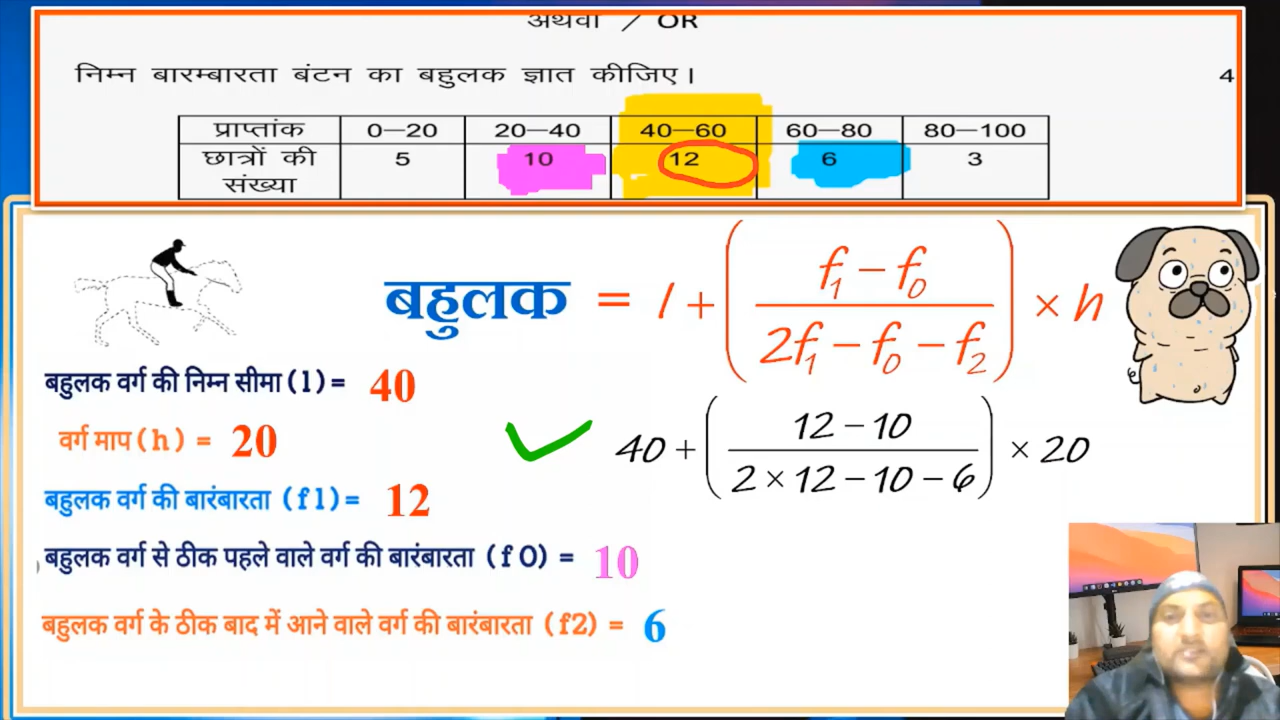 अथवा / OR
निम्न बारम्बारता बंटन का बहुलक ज्ञात कीजिए। 4
प्राप्तांक 0–20 20–40 40–60 60–80 80–100
छात्रों की संख्या 5 10 12 6 3
बहुलक = l + ( (f₁ − f₀) / (2f₁ − f₀ − f₂) ) × h
बहुलक वर्ग की निम्न सीमा (l) = 40
वर्ग माप (h) = 20
40 + ( (12 − 10) / (2 × 12 − 10 − 6) ) × 20
बहुलक वर्ग की बारंबारता (f1) = 12
बहुलक वर्ग से ठीक पहले वाले वर्ग की बारंबारता (f0) = 10
बहुलक वर्ग के ठीक बाद में आने वाले वर्ग की बारंबारता (f2) = 6